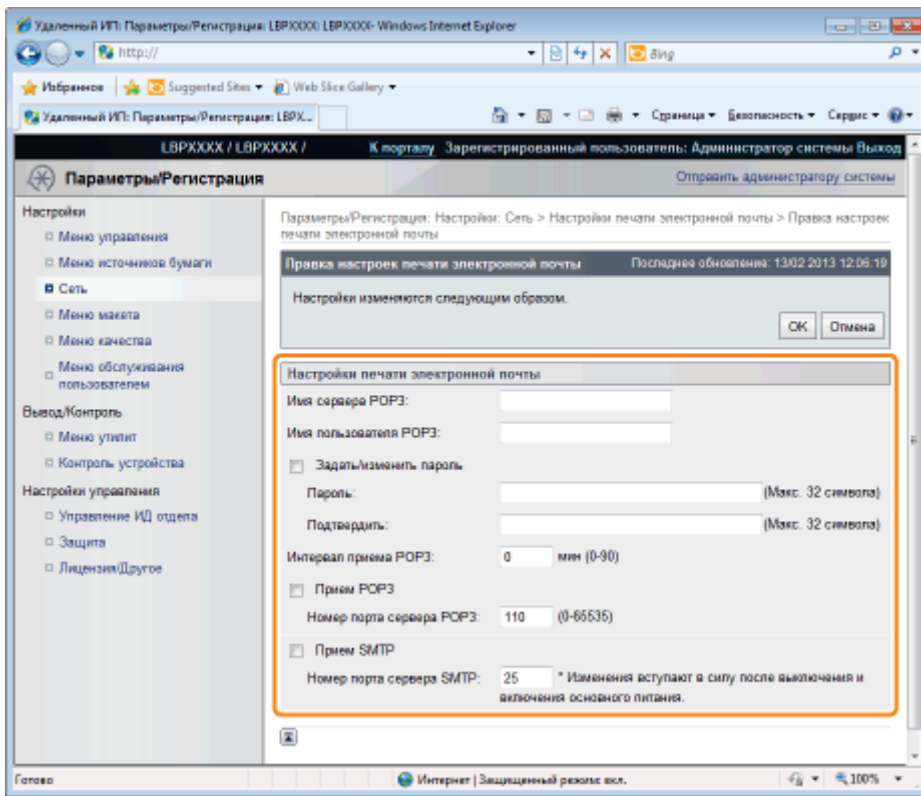 Удаленный ИП: Параметры/Регистрация: LBPXXXX: LBPXXXX- Windows Internet Explorer
http://
Bing
Избранное
Suggested Sites
Web Slice Gallery
Удаленный ИП: Параметры/Регистрация: LBPX...
Страница
Безопасность
Сервис
LBPXXXX / LBPXXXX /
К порталу Зарегистрированный пользователь: Администратор системы Выход
Параметры/Регистрация
Отправить администратору системы
Настройки
Меню управления
Меню источников бумаги
Сеть
Меню макета
Меню качества
Меню обслуживания
пользователем
Вывод/Контроль
Меню утилит
Контроль устройства
Настройки управления
Управление ИД отдела
Защита
Лицензия/Другое
Параметры/Регистрация: Настройки: Сеть > Настройки печати электронной почты > Правка настроек
печати электронной почты
Правка настроек печати электронной почты
Последнее обновление: 13/02 2013 12:06:19
Настройки изменяются следующим образом.
OK
Отмена
Настройки печати электронной почты
Имя сервера POP3:
Имя пользователя POP3:
Задать/изменить пароль
Пароль: (Макс. 32 символа)
Подтвердить: (Макс. 32 символа)
Интервал приема POP3: 0 мин (0-90)
Прием POP3
Номер порта сервера POP3: 110 (0-65535)
Прием SMTP
Номер порта сервера SMTP: 25 * Изменения вступают в силу после выключения и
включения основного питания.
Готово
Интернет | Защищенный режим: вкл.
100%